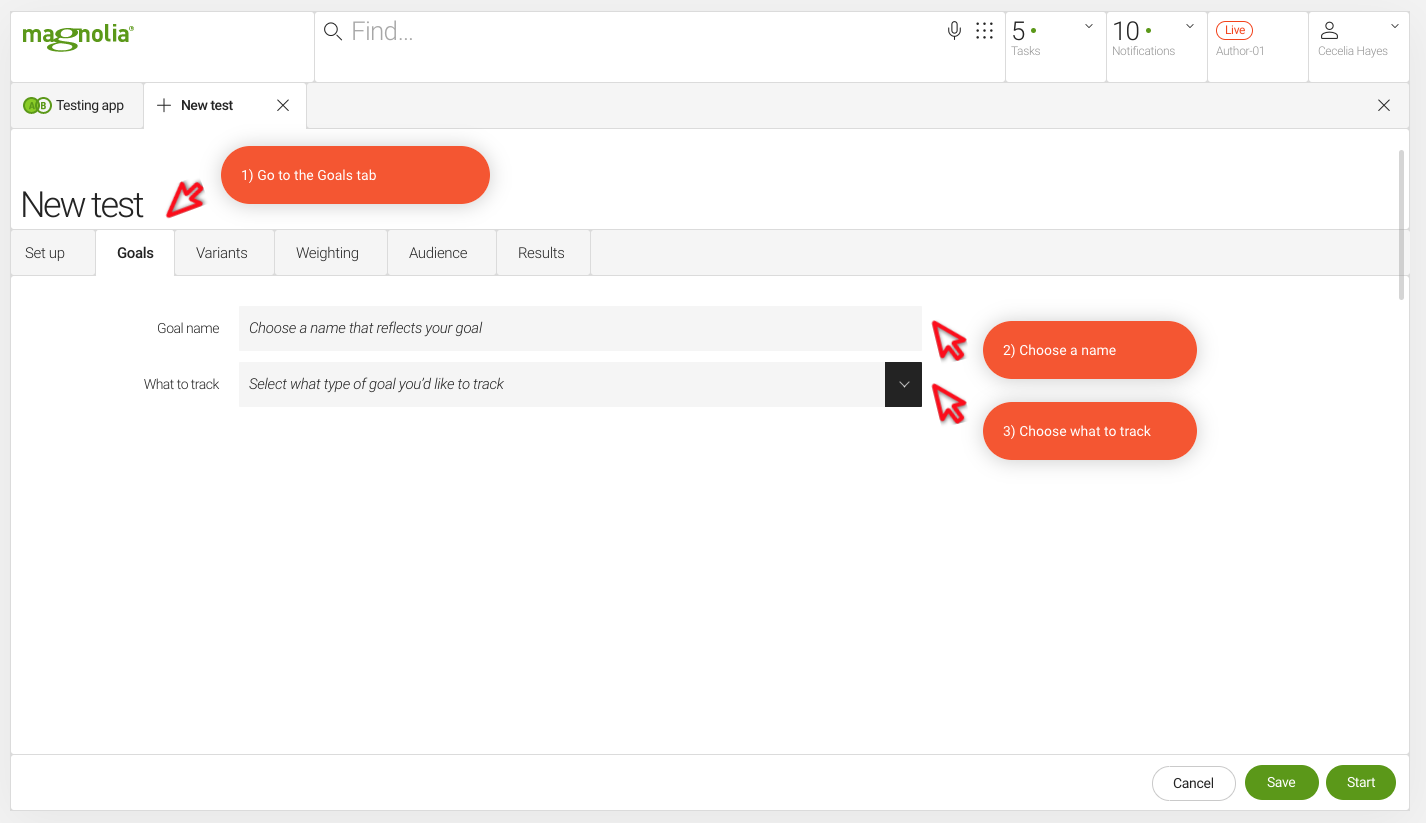 magnolia®
Find...
5
Tasks
10
Notifications
Live
Author-01
Cecelia Hayes
AB Testing app
New test
1) Go to the Goals tab
New test
Set up Goals Variants Weighting Audience Results
Goal name Choose a name that reflects your goal
2) Choose a name
What to track Select what type of goal you'd like to track
3) Choose what to track
Cancel Save Start